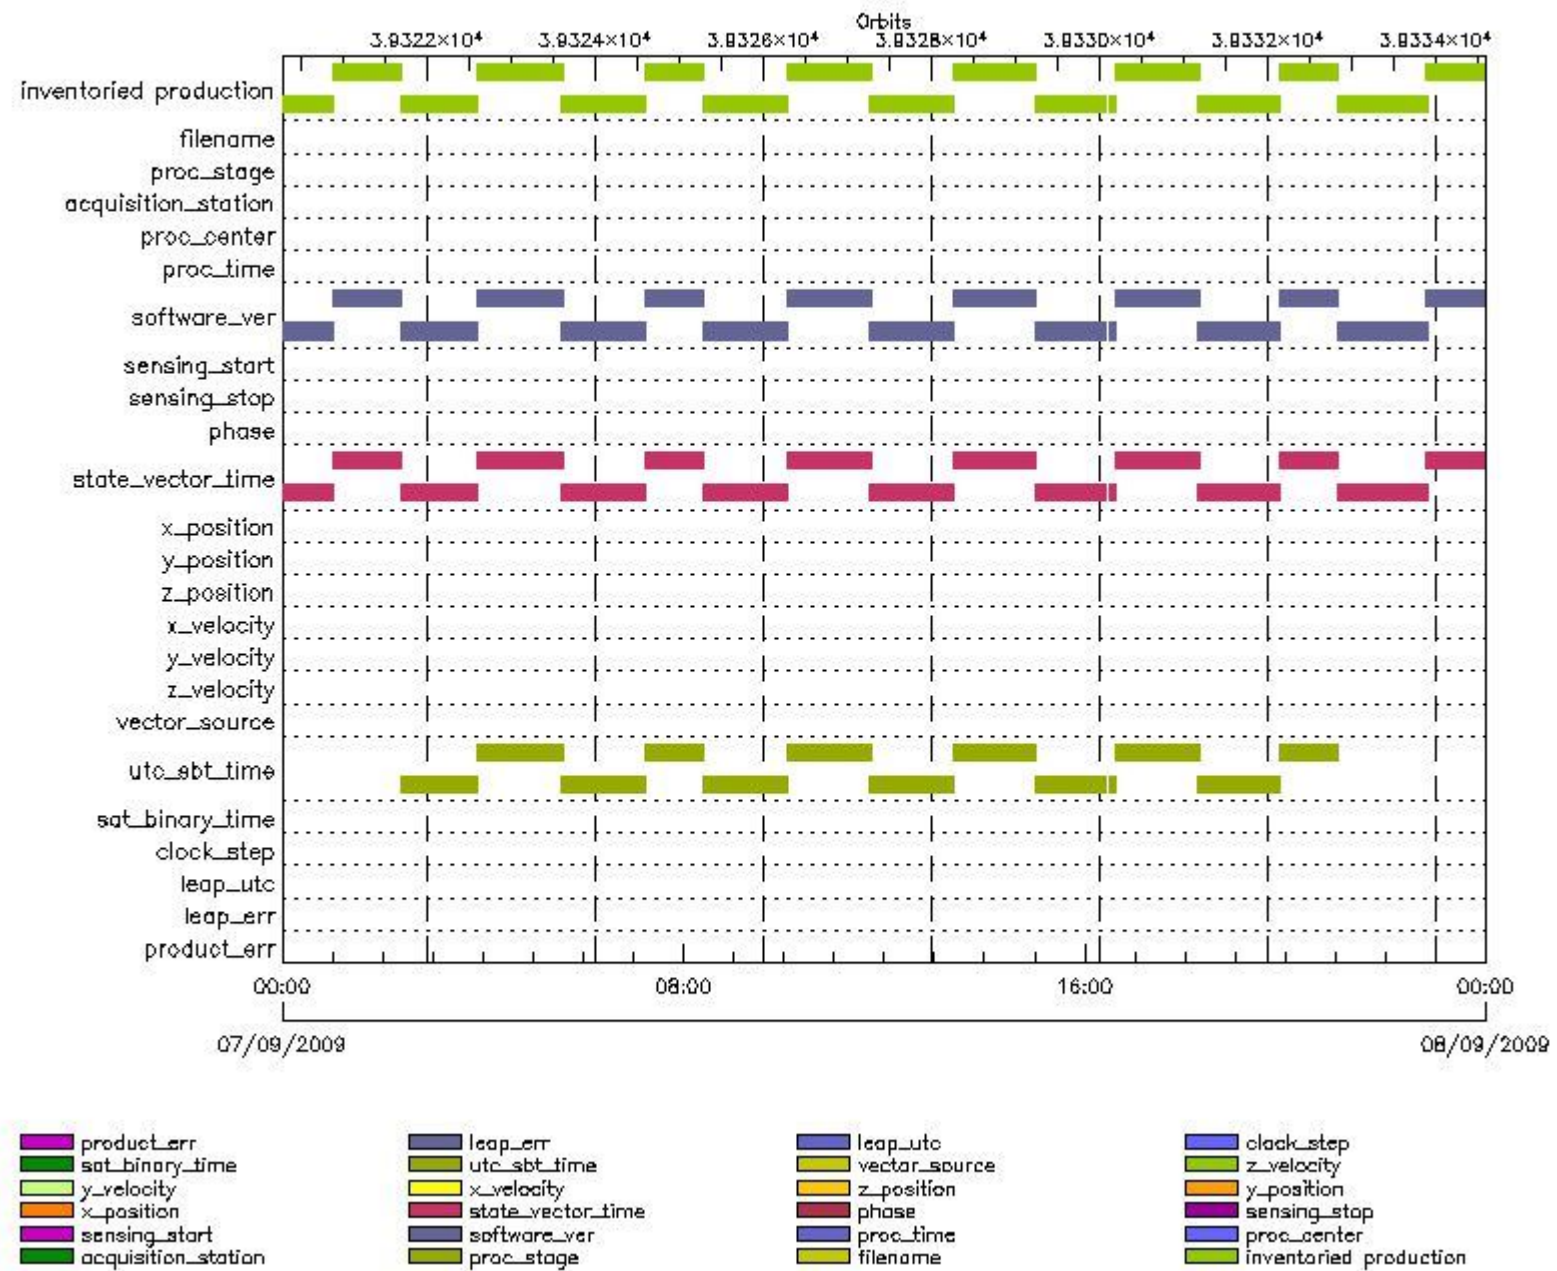 Orbits
3.9322×10⁴ 3.9324×10⁴ 3.9326×10⁴ 3.9328×10⁴ 3.9330×10⁴ 3.9332×10⁴ 3.9334×10⁴
inventoried production
filename
proc_stage
acquisition_station
proc_center
proc_time
software_ver
sensing_start
sensing_stop
phase
state_vector_time
x_position
y_position
z_position
x_velocity
y_velocity
z_velocity
vector_source
utc_sbt_time
sat_binary_time
clock_step
leap_utc
leap_err
product_err
00:00 08:00 16:00 00:00
07/09/2009 08/09/2009
product_err leap_err leap_utc clock_step
sat_binary_time utc_sbt_time vector_source z_velocity
y_velocity x_velocity z_position y_position
x_position state_vector_time phase sensing_stop
sensing_start software_ver proc_time proc_center
acquisition_station proc_stage filename inventoried production